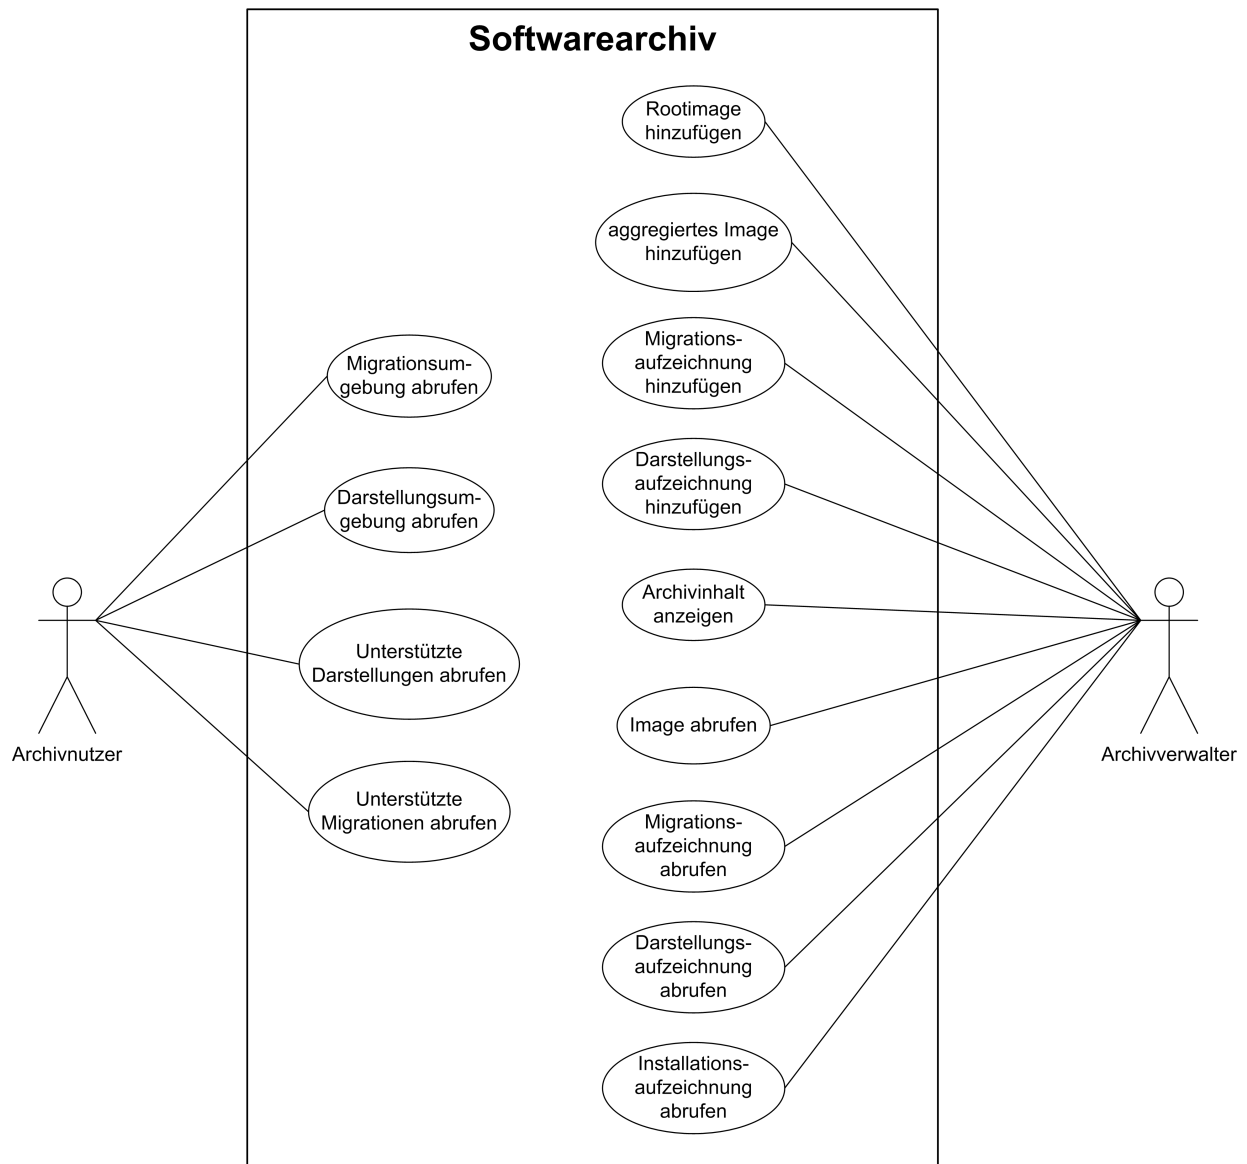 Softwarearchiv
Rootimage
hinzufügen
aggregiertes Image
hinzufügen
Migrations-
aufzeichnung
hinzufügen
Migrationsum-
gebung abrufen
Darstellungs-
aufzeichnung
hinzufügen
Darstellungsum-
gebung abrufen
Archivinhalt
anzeigen
Unterstützte
Darstellungen abrufen
Image abrufen
Archivnutzer
Archivverwalter
Unterstützte
Migrationen abrufen
Migrations-
aufzeichnung
abrufen
Darstellungs-
aufzeichnung
abrufen
Installations-
aufzeichnung
abrufen